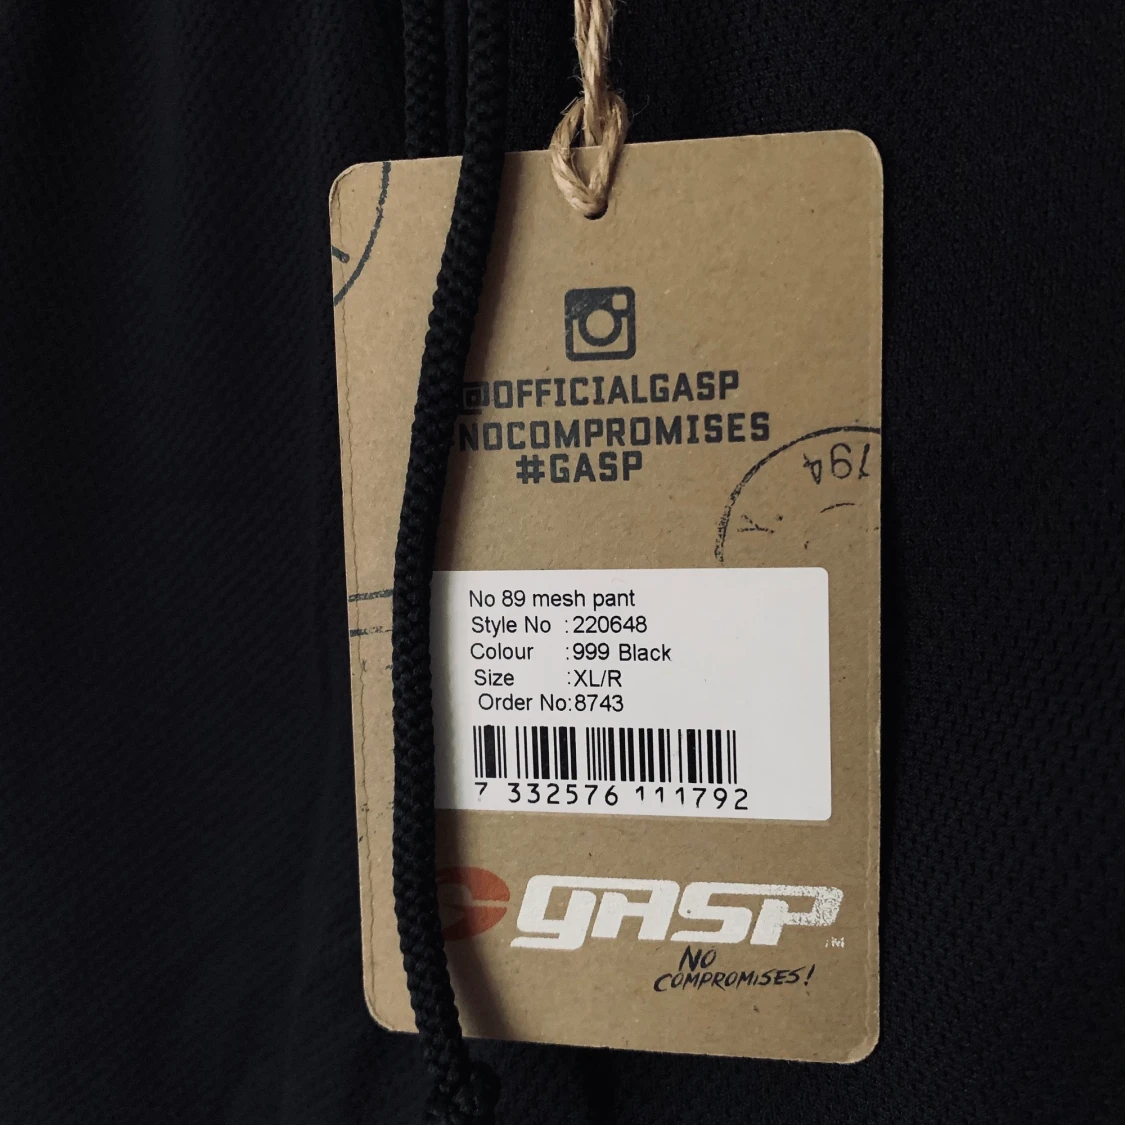 @OFFICIALGASP
NOCOMPROMISES
#GASP
794
Y.
No 89 mesh pant
Style No :220648
Colour :999 Black
Size :XL/R
Order No:8743
7 332576 111792
GASP
TM
NO
COMPROMISES!